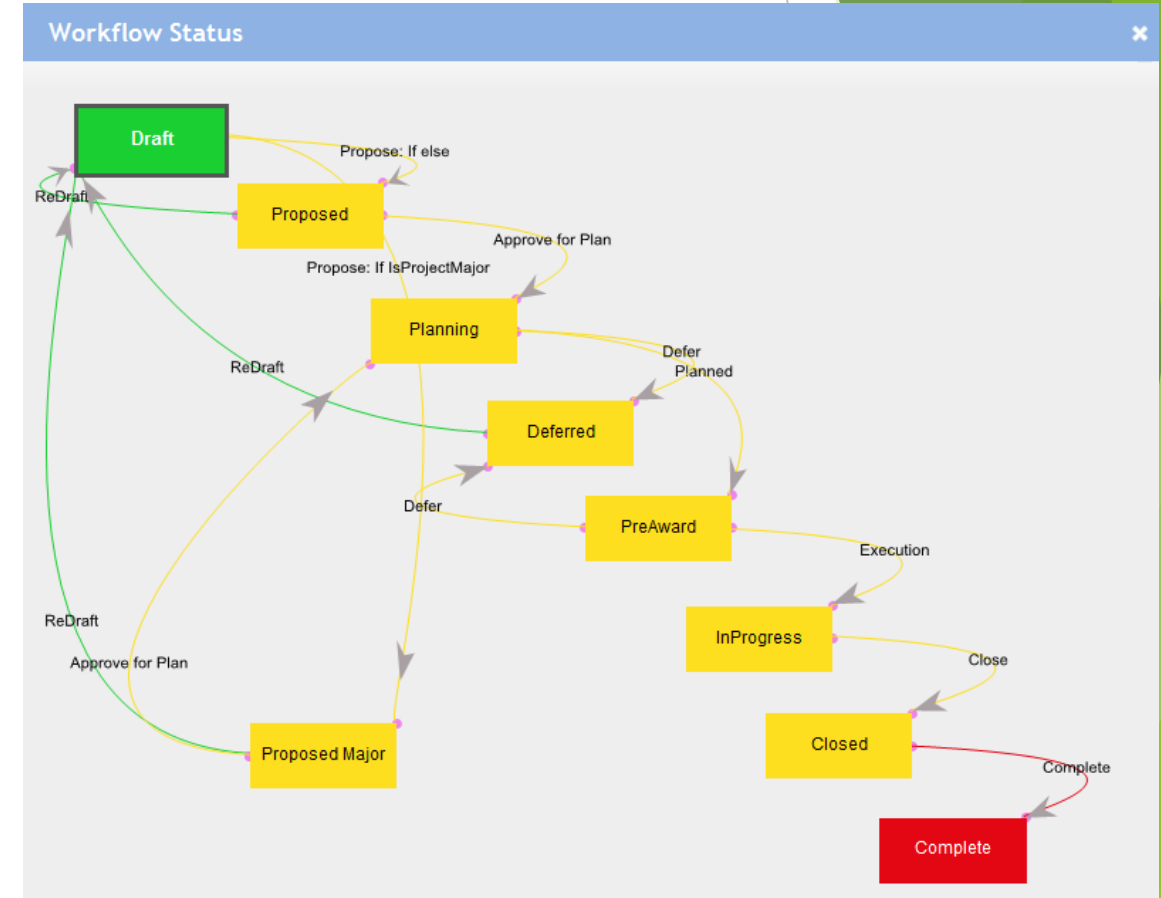 Workflow Status
Draft
Propose: If else
ReDraft
Proposed
Approve for Plan
Propose: If IsProjectMajor
Planning
Defer
ReDraft
Planned
Deferred
Defer
PreAward
Execution
ReDraft
InProgress
Approve for Plan
Close
Proposed Major
Closed
Complete
Complete